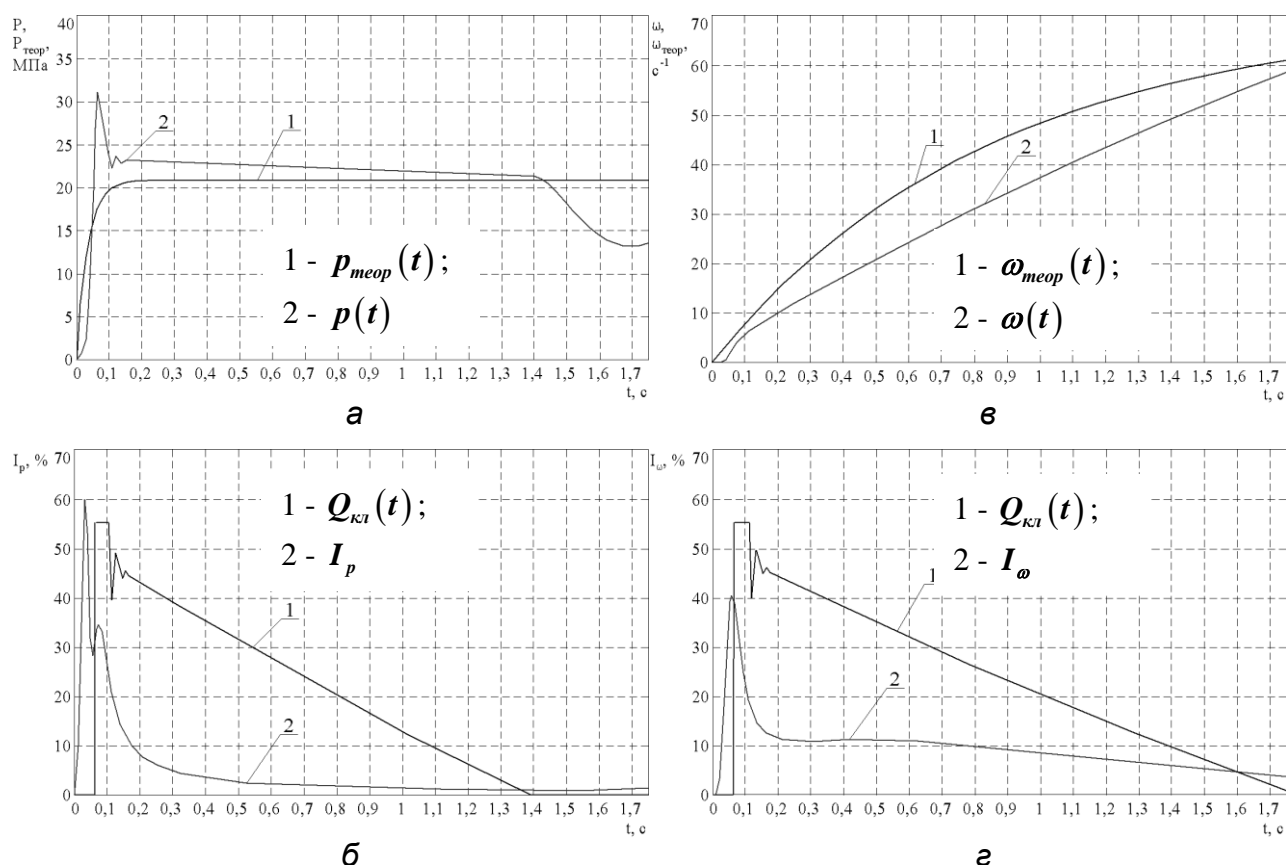 P,
P теор,
МПа
40
35
30
25
20
15
10
5
0
2
1
1 - p теор (t);
2 - p(t)
0 0,1 0,2 0,3 0,4 0,5 0,6 0,7 0,8 0,9 1 1,1 1,2 1,3 1,4 1,5 1,6 1,7
t, с
а
ω,
ω теор,
с -1
70
60
50
40
30
20
10
0
1
2
1 - ω теор (t);
2 - ω(t)
0 0,1 0,2 0,3 0,4 0,5 0,6 0,7 0,8 0,9 1 1,1 1,2 1,3 1,4 1,5 1,6 1,7
t, с
в
I p, % 70
60
50
40
30
20
10
0
1 - Q кл (t);
2 - I p
1
2
0 0,1 0,2 0,3 0,4 0,5 0,6 0,7 0,8 0,9 1 1,1 1,2 1,3 1,4 1,5 1,6 1,7
t, с
б
I ω, % 70
60
50
40
30
20
10
0
1 - Q кл (t);
2 - I ω
1
2
0 0,1 0,2 0,3 0,4 0,5 0,6 0,7 0,8 0,9 1 1,1 1,2 1,3 1,4 1,5 1,6 1,7
t, с
г